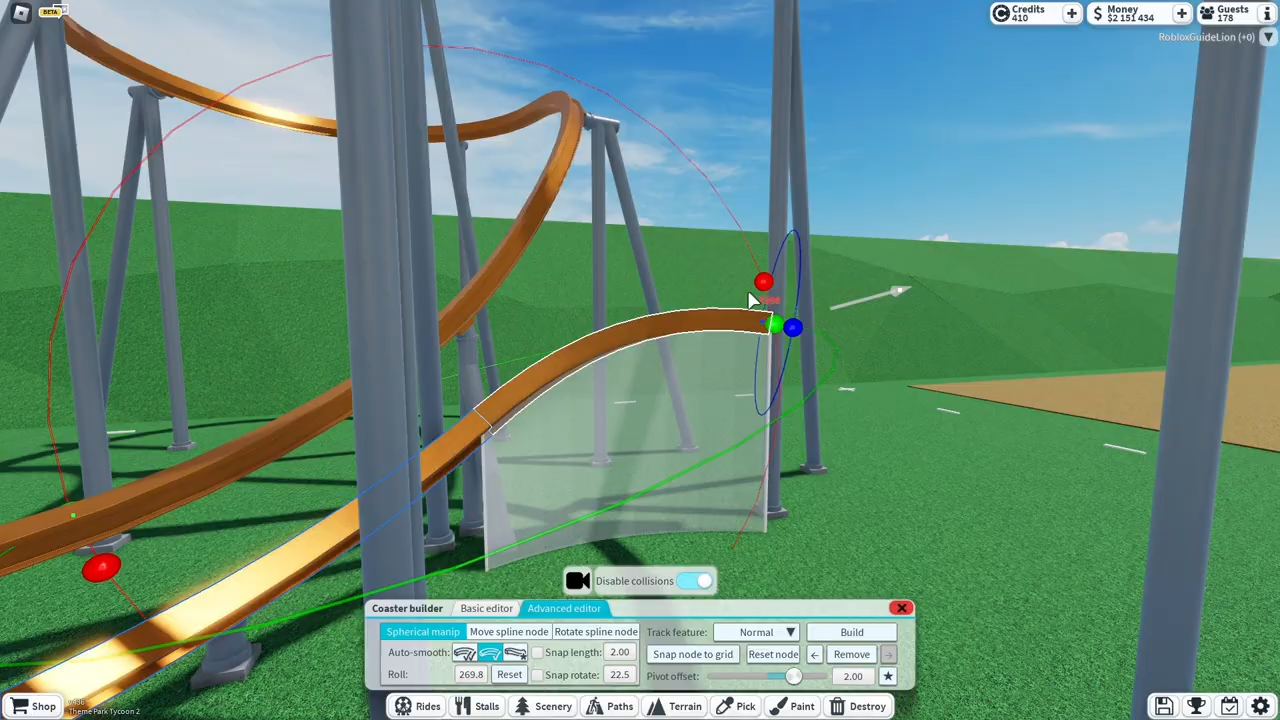 BETA
Credits
410
Money
$2 151 434
Guests
178
RobloxGuideLion (+0)
Disable collisions
Coaster builder
Basic editor
Advanced editor
Spherical manip
Move spline node
Rotate spline node
Track feature:
Normal
Build
Auto-smooth:
Snap length:
2.00
Snap node to grid
Reset node
Remove
Roll:
269.8
Reset
Snap rotate:
22.5
Pivot offset:
2.00
Shop
Theme Park Tycoon 2
Rides
Stalls
Scenery
Paths
Terrain
Pick
Paint
Destroy